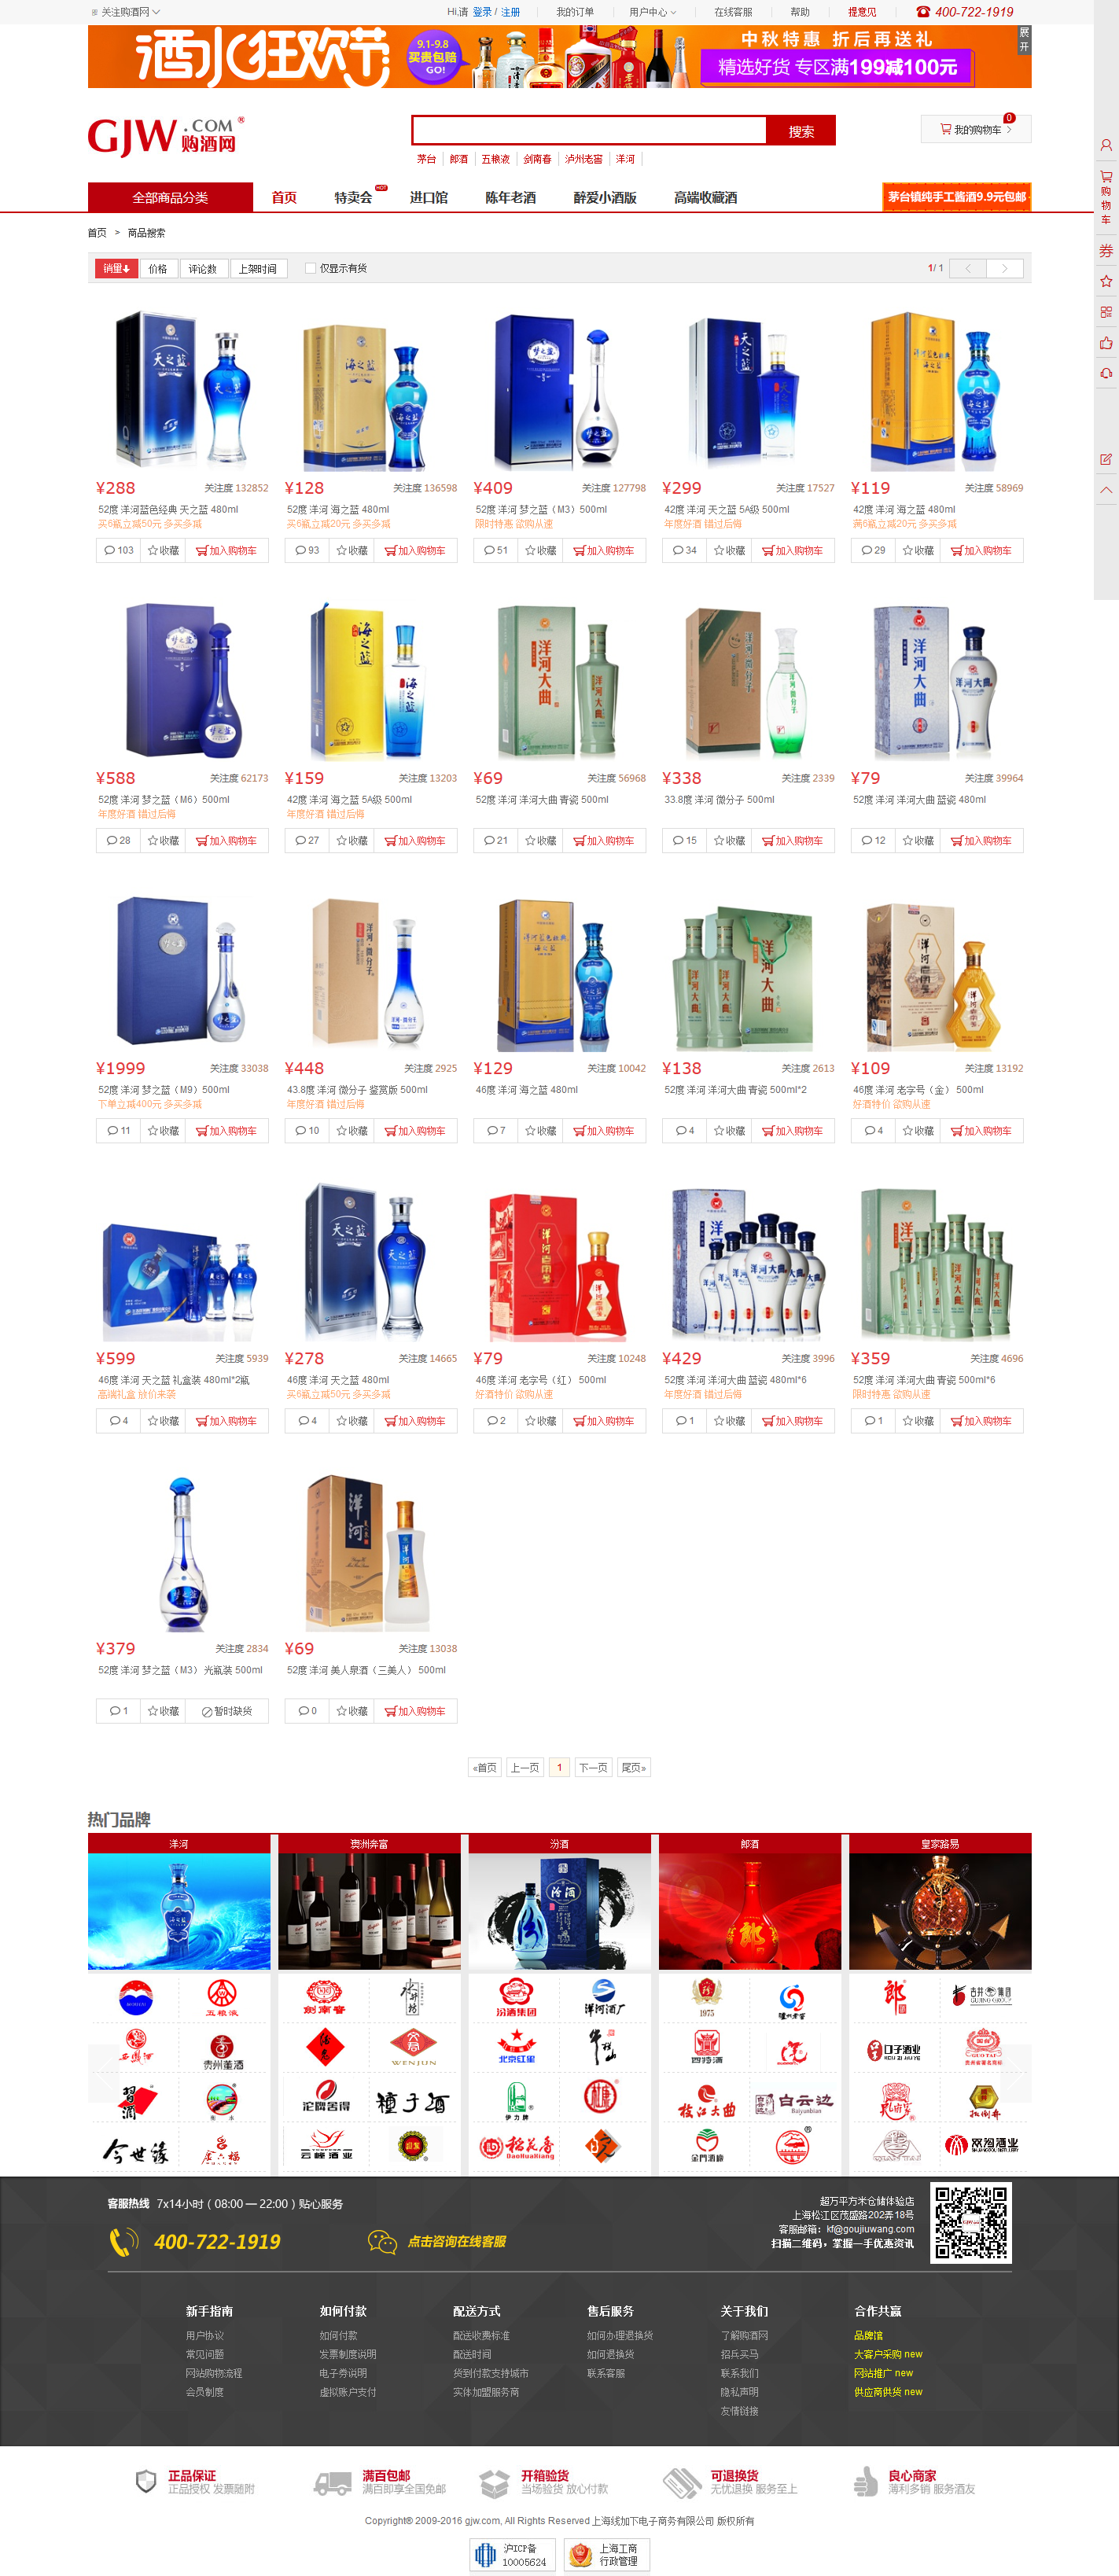 关注购酒网
Hi,请 登录 / 注册 我的订单 用户中心 在线客服 帮助 提意见 400-722-1919
酒水狂欢节 9.1-9.8 买贵包赔 GO! 中秋特惠 折后再送礼 精选好货 专区满199减100元 展开
GJW.COM 购酒网®
搜索
我的购物车 0
茅台 郎酒 五粮液 剑南春 泸州老窖 洋河
全部商品分类 首页 特卖会 HOT 进口馆 陈年老酒 醉爱小酒版 高端收藏酒 茅台镇纯手工酱酒9.9元包邮
购物车
券
首页 > 商品搜索
销量 价格 评论数 上架时间 仅显示有货 1/1
¥288 关注度 132852 ¥128 关注度 136598 ¥409 关注度 127798 ¥299 关注度 17527 ¥119 关注度 58969
52度 洋河蓝色经典 天之蓝 480ml 52度 洋河 海之蓝 480ml 52度 洋河 梦之蓝（M3）500ml 42度 洋河 天之蓝 5A级 500ml 42度 洋河 海之蓝 480ml
买6瓶立减50元 多买多减 买6瓶立减20元 多买多减 限时特惠 欲购从速 年度好酒 错过后悔 满6瓶立减20元 多买多减
103 收藏 加入购物车 93 收藏 加入购物车 51 收藏 加入购物车 34 收藏 加入购物车 29 收藏 加入购物车
¥588 关注度 62173 ¥159 关注度 13203 ¥69 关注度 56968 ¥338 关注度 2339 ¥79 关注度 39964
52度 洋河 梦之蓝（M6）500ml 42度 洋河 海之蓝 5A级 500ml 52度 洋河 洋河大曲 青瓷 500ml 33.8度 洋河 微分子 500ml 52度 洋河 洋河大曲 蓝瓷 480ml
年度好酒 错过后悔 年度好酒 错过后悔
28 收藏 加入购物车 27 收藏 加入购物车 21 收藏 加入购物车 15 收藏 加入购物车 12 收藏 加入购物车
¥1999 关注度 33038 ¥448 关注度 2925 ¥129 关注度 10042 ¥138 关注度 2613 ¥109 关注度 13192
52度 洋河 梦之蓝（M9）500ml 43.8度 洋河 微分子 鉴赏版 500ml 46度 洋河 海之蓝 480ml 52度 洋河 洋河大曲 青瓷 500ml*2 46度 洋河 老字号（金） 500ml
下单立减400元 多买多减 年度好酒 错过后悔 好酒特价 欲购从速
11 收藏 加入购物车 10 收藏 加入购物车 7 收藏 加入购物车 4 收藏 加入购物车 4 收藏 加入购物车
¥599 关注度 5939 ¥278 关注度 14665 ¥79 关注度 10248 ¥429 关注度 3996 ¥359 关注度 4696
46度 洋河 天之蓝 礼盒装 480ml*2瓶 46度 洋河 天之蓝 480ml 46度 洋河 老字号（红） 500ml 52度 洋河 洋河大曲 蓝瓷 480ml*6 52度 洋河 洋河大曲 青瓷 500ml*6
高端礼盒 放价来袭 买6瓶立减50元 多买多减 好酒特价 欲购从速 年度好酒 错过后悔 限时特惠 欲购从速
4 收藏 加入购物车 4 收藏 加入购物车 2 收藏 加入购物车 1 收藏 加入购物车 1 收藏 加入购物车
¥379 关注度 2834 ¥69 关注度 13038
52度 洋河 梦之蓝（M3） 光瓶装 500ml 52度 洋河 美人泉酒（三美人） 500ml
1 收藏 暂时缺货 0 收藏 加入购物车
«首页 上一页 1 下一页 尾页»
热门品牌
洋河 澳洲奔富 汾酒 郎酒 皇家路易
五粮液 剑南春 水井坊 汾酒集团 洋河酒厂 1975 泸州老窖 郎 古井集团
贵州董酒 WENJUN 北京红星 牛栏山 四特酒 口子酒业
习酒 沱牌舍得 種子酒 伊力牌 杜康 枝江大曲 白云边 Baiyunbian 孔府家 板倒井
今世缘 金六福 云峰酒业 稻花香 DaoHuaXiang 金門酒廠 双沟酒业
客服热线 7x14小时（08:00 — 22:00）贴心服务
400-722-1919 点击咨询在线客服
超万平方米仓储体验店
上海松江区茂盛路202弄18号
客服邮箱：kf@goujiuwang.com
扫描二维码，掌握一手优惠资讯
新手指南 如何付款 配送方式 售后服务 关于我们 合作共赢
用户协议 如何付款 配送收费标准 如何办理退换货 了解购酒网 品牌馆
常见问题 发票制度说明 配送时间 如何退换货 招兵买马 大客户采购 new
网站购物流程 电子券说明 货到付款支持城市 联系客服 联系我们 网站推广 new
会员制度 虚拟账户支付 实体加盟服务商 隐私声明 供应商供货 new
友情链接
正品保证 满百包邮 开箱验货 可退换货 良心商家
正品授权 发票随附 满百即享全国免邮 当场验货 放心付款 无忧退换 服务至上 薄利多销 服务酒友
Copyright® 2009-2016 gjw.com, All Rights Reserved 上海线加下电子商务有限公司 版权所有
沪ICP备 10005624 上海工商 行政管理